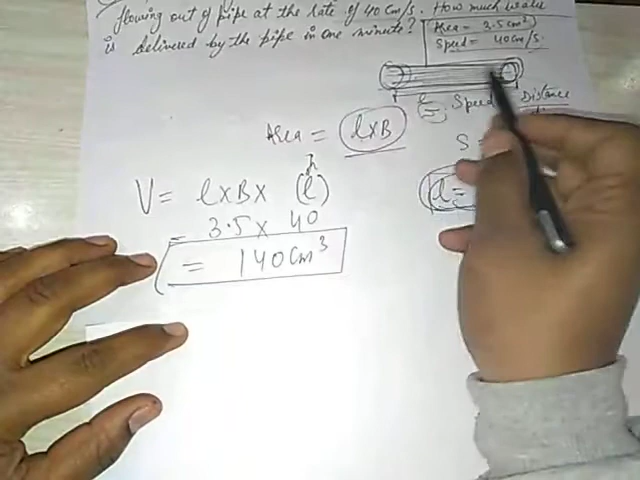 flowing out of pipe at the rate of 40 cm/s. How much water
is delivered by the pipe in one minute?
Area = 3.5 cm²
Speed = 40 cm/s.
l
Speed
Distance
Area = l×B
S =
h
V = l×B× (l)
d =
= 3.5 × 40
= 140 cm³